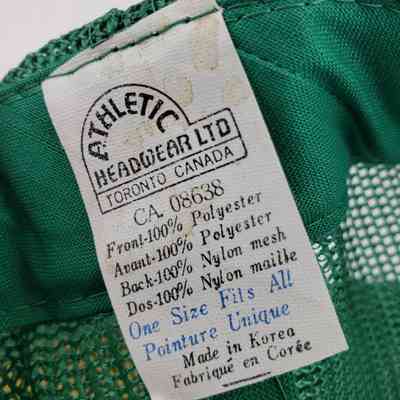 ATHLETIC
HEADWEAR LTD
TORONTO CANADA
CA. 08638
Front-100% Polyester
Avant-100% Polyester
Back-100% Nylon mesh
Dos-100% Nylon maille
One Size Fits All
Pointure Unique
Made in Korea
Fabriqué en Corée